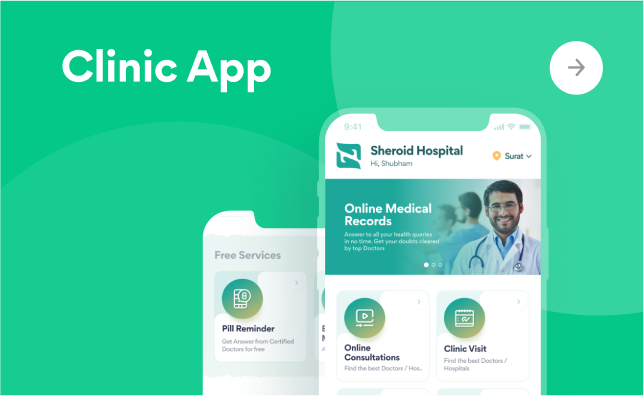 Clinic App
9:41
Sheroid Hospital
Hi, Shubham
Surat
Online Medical
Records
Answer to all your health queries
in no time. Get your doubts cleared
by top Doctors
Free Services
Pill Reminder
Get Answer from Certified
Doctors for free
Online
Consultations
Find the best Doctors / Hos..
Clinic Visit
Find the best Doctors /
Hospitals